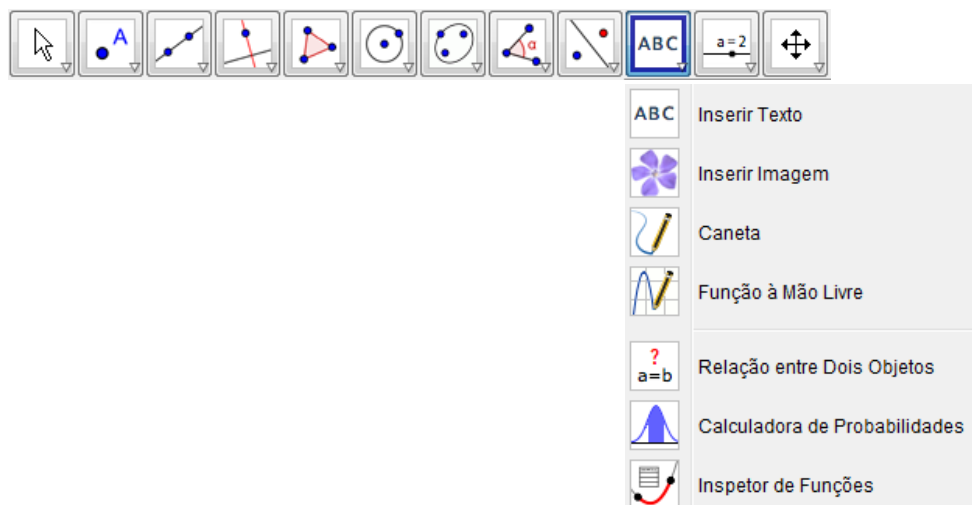 A
α
ABC
a=2
ABC Inserir Texto
Inserir Imagem
Caneta
Função à Mão Livre
?
a=b
Relação entre Dois Objetos
Calculadora de Probabilidades
Inspetor de Funções